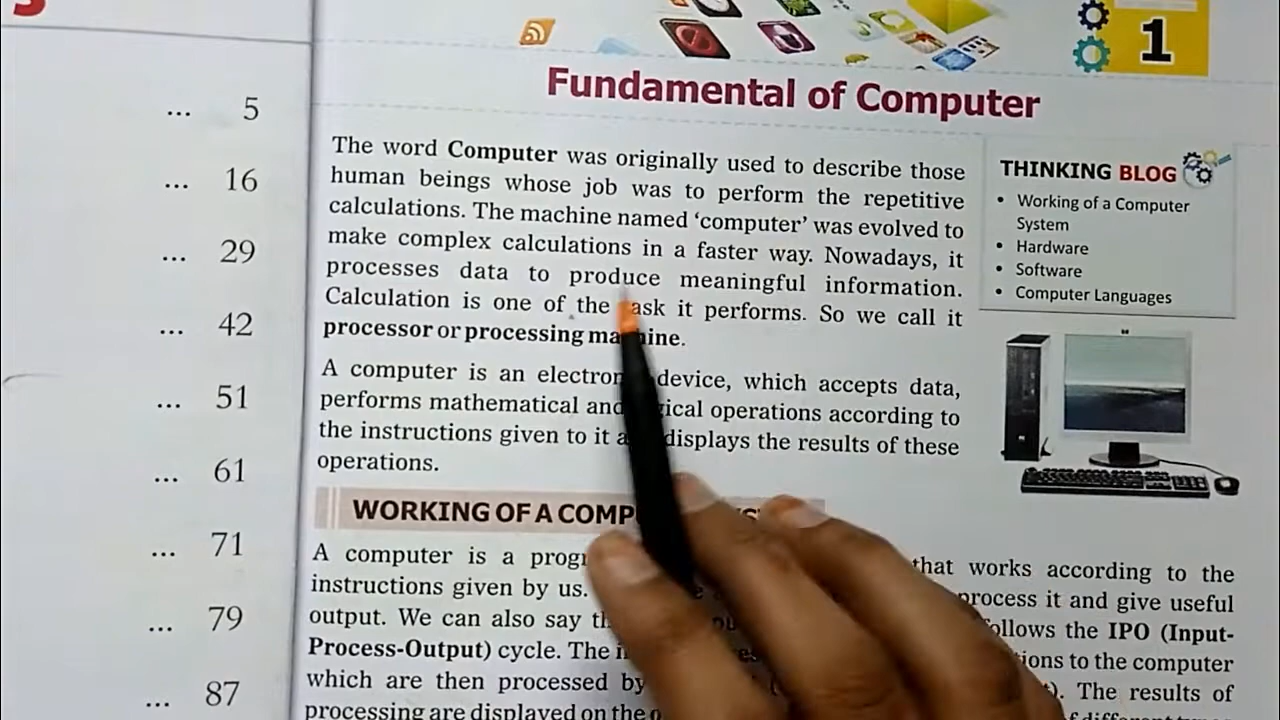 ... 5
... 16
... 29
... 42
... 51
... 61
... 71
... 79
... 87
1
Fundamental of Computer
The word Computer was originally used to describe those
human beings whose job was to perform the repetitive
calculations. The machine named ‘computer’ was evolved to
make complex calculations in a faster way. Nowadays, it
processes data to produce meaningful information.
Calculation is one of the task it performs. So we call it
processor or processing machine.
A computer is an electronic device, which accepts data,
performs mathematical and logical operations according to
the instructions given to it and displays the results of these
operations.
THINKING BLOG
• Working of a Computer
System
• Hardware
• Software
• Computer Languages
WORKING OF A
A computer is a that works according to the
instructions given by us. process it and give useful
output. We can also say follows the IPO (Input-
Process-Output) cycle. The to the computer
which are then processed by The results of
processing are displayed on the of different